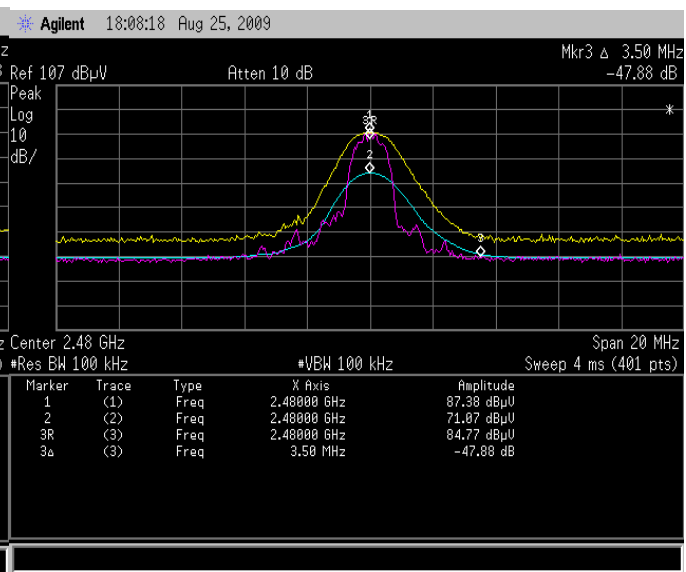 Agilent 18:08:18 Aug 25, 2009
Mkr3 Δ 3.50 MHz
Ref 107 dBµV Atten 10 dB -47.88 dB
Peak
Log
10
dB/
1
3R
2
3
Center 2.48 GHz Span 20 MHz
#Res BW 100 kHz #VBW 100 kHz Sweep 4 ms (401 pts)
Marker Trace Type X Axis Amplitude
1 (1) Freq 2.48000 GHz 87.38 dBµV
2 (2) Freq 2.48000 GHz 71.07 dBµV
3R (3) Freq 2.48000 GHz 84.77 dBµV
3Δ (3) Freq 3.50 MHz -47.88 dB